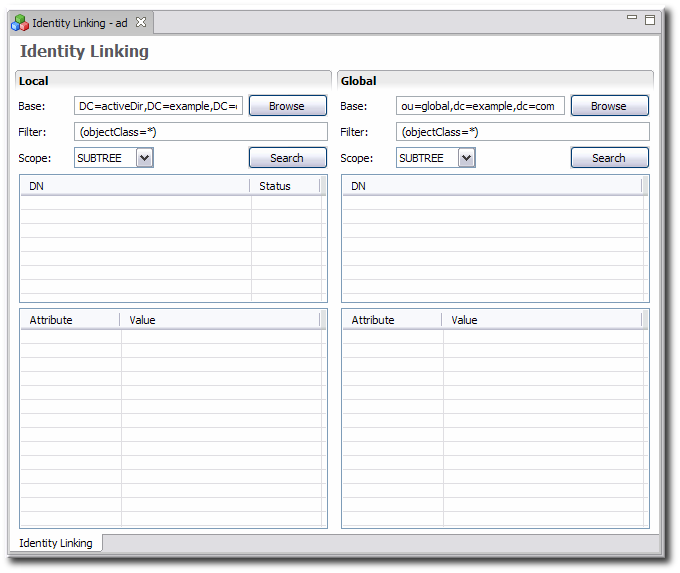 Identity Linking - ad
Identity Linking
Local
Base: DC=activeDir,DC=example,DC= Browse
Filter: (objectClass=*)
Scope: SUBTREE Search
DN Status
Attribute Value
Global
Base: ou=global,dc=example,dc=com Browse
Filter: (objectClass=*)
Scope: SUBTREE Search
DN
Attribute Value
Identity Linking